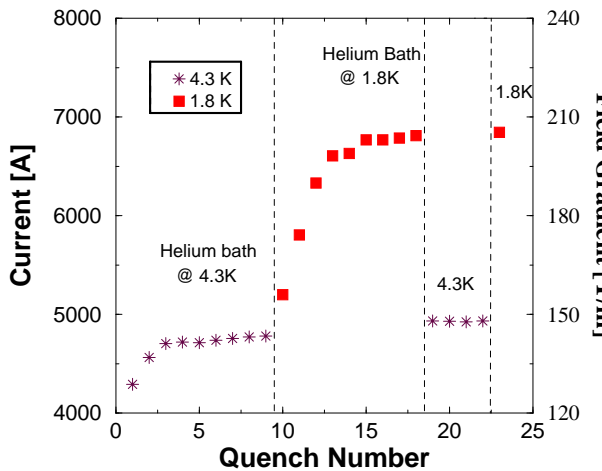 8000
7000
6000
5000
4000
Current [A]
4.3 K
1.8 K
Helium Bath
@ 1.8K
1.8K
Helium bath
@ 4.3K
4.3K
240
205
180
150
120
0
5
10
15
20
25
Quench Number